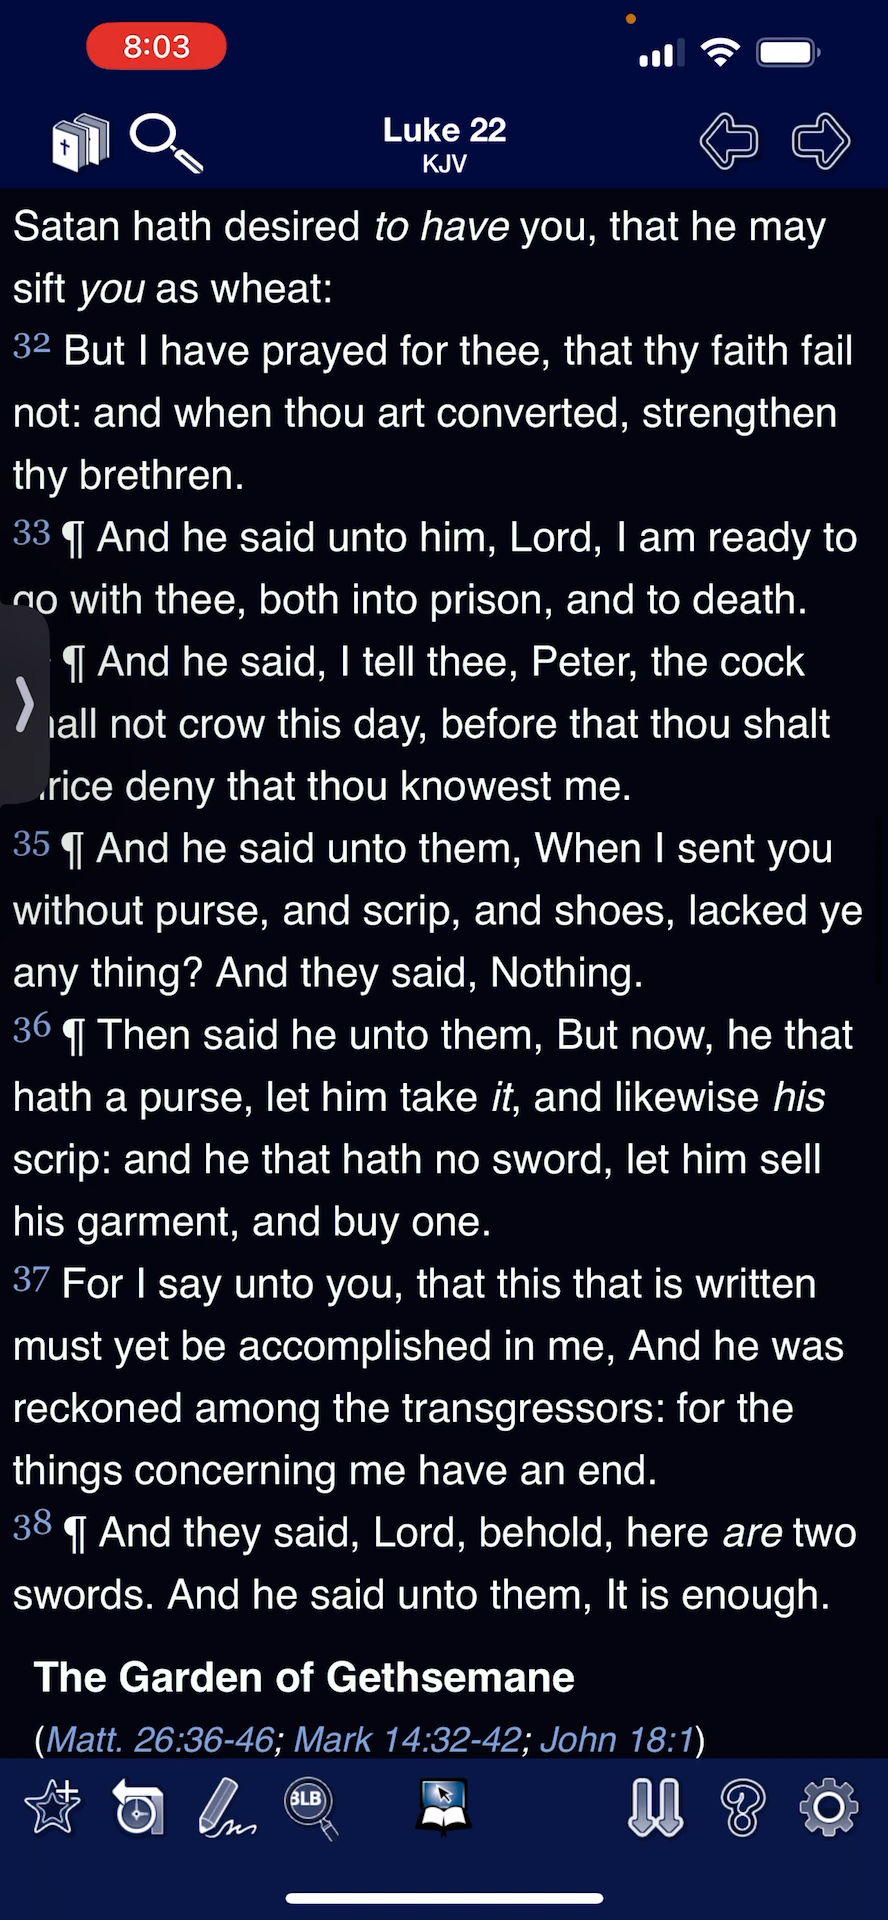 8:03
Luke 22
KJV
Satan hath desired to have you, that he may
sift you as wheat:
32 But I have prayed for thee, that thy faith fail
not: and when thou art converted, strengthen
thy brethren.
33 ¶ And he said unto him, Lord, I am ready to
go with thee, both into prison, and to death.
¶ And he said, I tell thee, Peter, the cock
not crow this day, before that thou shalt
deny that thou knowest me.
35 ¶ And he said unto them, When I sent you
without purse, and scrip, and shoes, lacked ye
any thing? And they said, Nothing.
36 ¶ Then said he unto them, But now, he that
hath a purse, let him take it, and likewise his
scrip: and he that hath no sword, let him sell
his garment, and buy one.
37 For I say unto you, that this that is written
must yet be accomplished in me, And he was
reckoned among the transgressors: for the
things concerning me have an end.
38 ¶ And they said, Lord, behold, here are two
swords. And he said unto them, It is enough.
The Garden of Gethsemane
(Matt. 26:36-46; Mark 14:32-42; John 18:1)
BLB